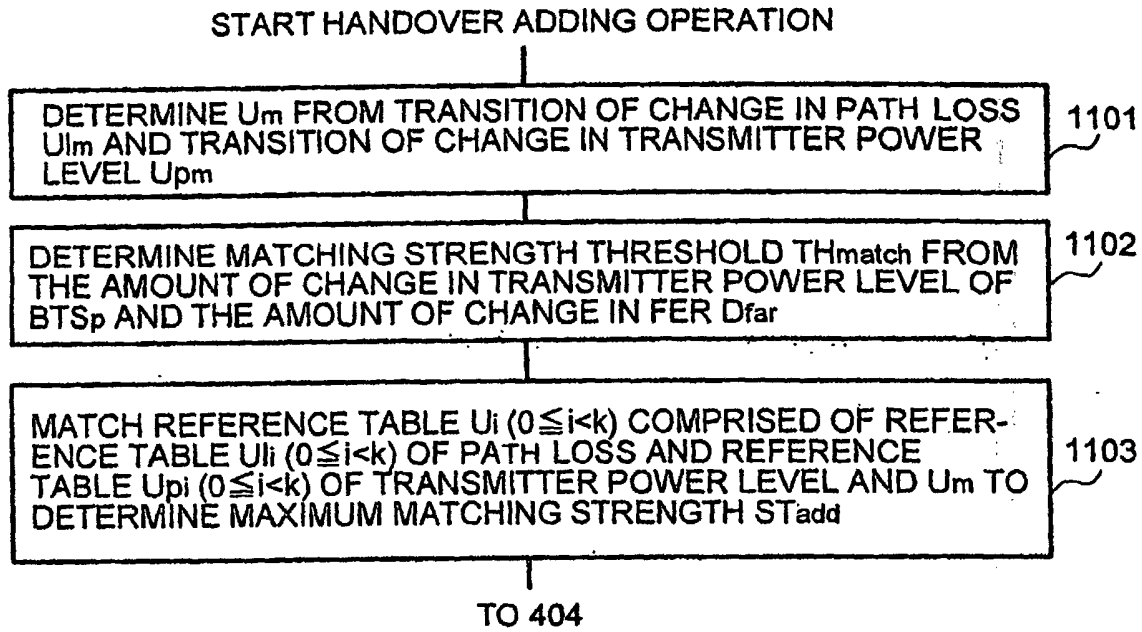 START HANDOVER ADDING OPERATION
DETERMINE Um FROM TRANSITION OF CHANGE IN PATH LOSS
Ulm AND TRANSITION OF CHANGE IN TRANSMITTER POWER
LEVEL Upm
1101
DETERMINE MATCHING STRENGTH THRESHOLD THmatch FROM
THE AMOUNT OF CHANGE IN TRANSMITTER POWER LEVEL OF
BTSp AND THE AMOUNT OF CHANGE IN FER Dfar
1102
MATCH REFERENCE TABLE Ui (0≦i<k) COMPRISED OF REFER-
ENCE TABLE Uli (0≦i<k) OF PATH LOSS AND REFERENCE
TABLE Upi (0≦i<k) OF TRANSMITTER POWER LEVEL AND Um TO
DETERMINE MAXIMUM MATCHING STRENGTH STadd
1103
TO 404